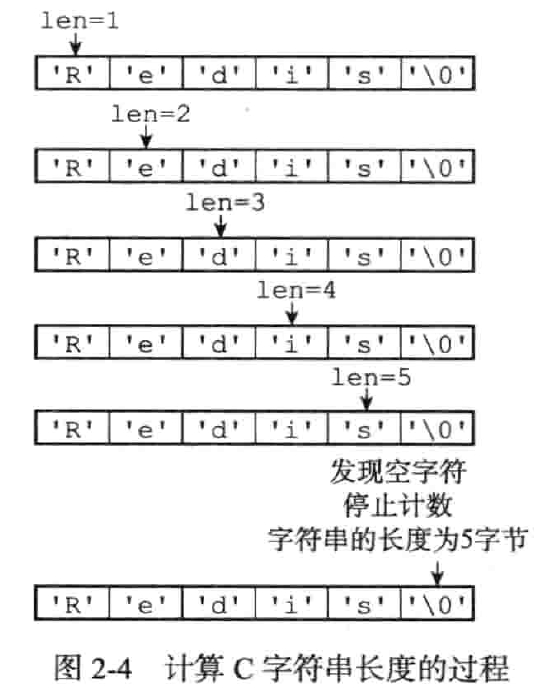 len=1
'R' 'e' 'd' 'i' 's' '\0'
len=2
'R' 'e' 'd' 'i' 's' '\0'
len=3
'R' 'e' 'd' 'i' 's' '\0'
len=4
'R' 'e' 'd' 'i' 's' '\0'
len=5
'R' 'e' 'd' 'i' 's' '\0'
发现空字符
停止计数
字符串的长度为5字节
'R' 'e' 'd' 'i' 's' '\0'
图 2-4 计算 C 字符串长度的过程